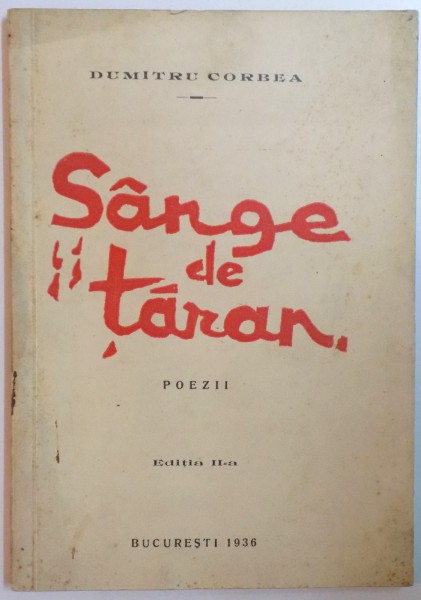 DUMITRU CORBEA
Sânge
de
țăran.
POEZII
Ediția II-a
BUCUREȘTI 1936